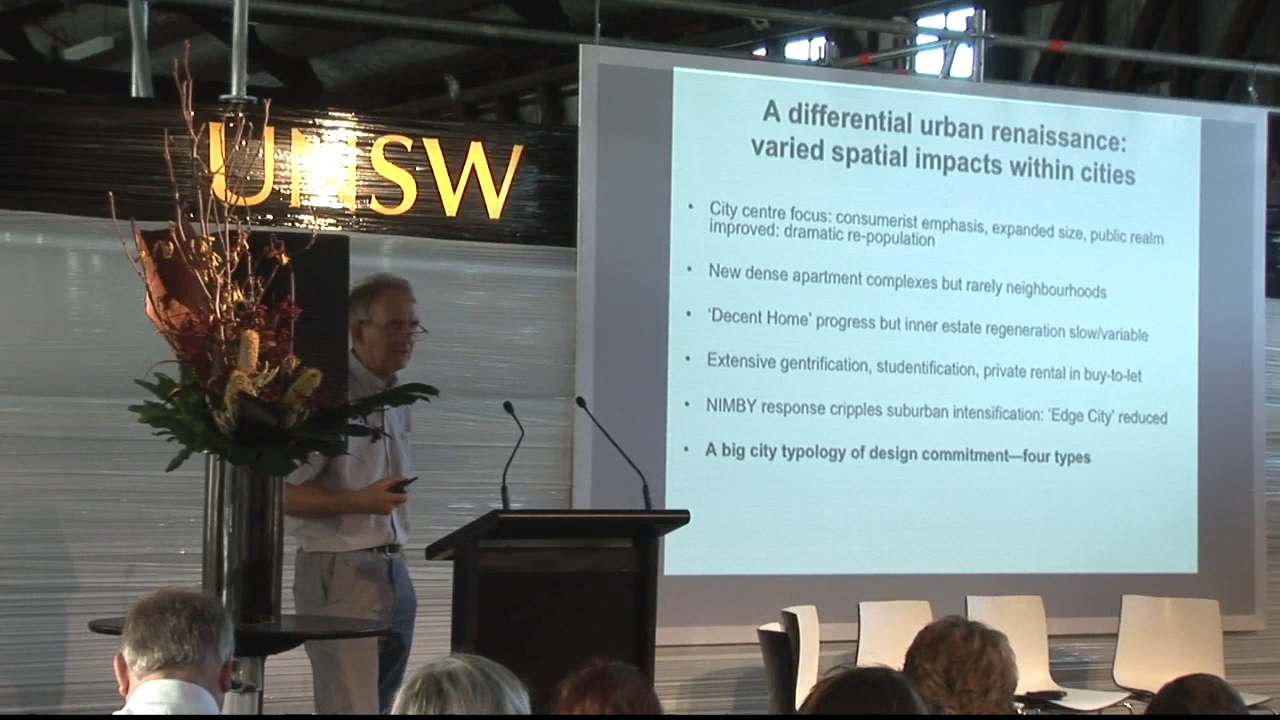 UNSW
A differential urban renaissance:
varied spatial impacts within cities
• City centre focus: consumerist emphasis, expanded size, public realm
improved: dramatic re-population
• New dense apartment complexes but rarely neighbourhoods
• ‘Decent Home’ progress but inner estate regeneration slow/variable
• Extensive gentrification, studentification, private rental in buy-to-let
• NIMBY response cripples suburban intensification: ‘Edge City’ reduced
• A big city typology of design commitment—four types